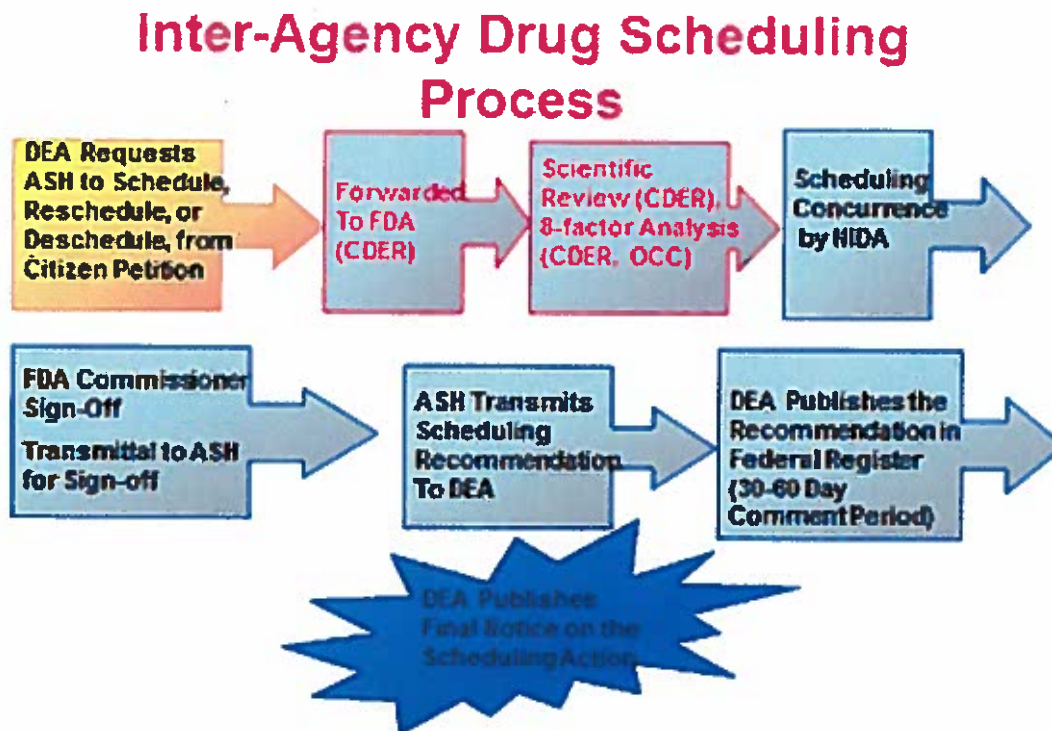 Inter-Agency Drug Scheduling
Process
DEA Requests
ASH to Schedule,
Reschedule, or
Deschedule, from
Citizen Petition
Forwarded
To FDA
(CDER)
Scientific
Review (CDER),
8-factor Analysis
(CDER, OCC)
Scheduling
Concurrence
by NIDA
FDA Commissioner
Sign-Off
Transmittal to ASH
for Sign-off
ASH Transmits
Scheduling
Recommendation
To DEA
DEA Publishes the
Recommendation in
Federal Register
(30-60 Day
Comment Period)
DEA Publishes
Final Notice on the
Scheduling Action